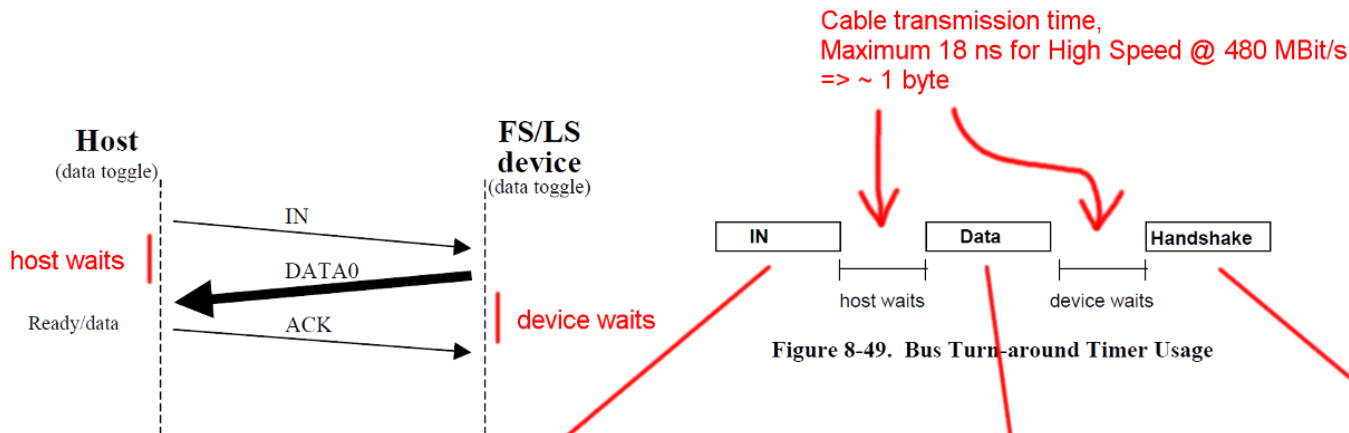 Cable transmission time,
Maximum 18 ns for High Speed @ 480 MBit/s
=> ~ 1 byte
Host
(data toggle)
FS/LS
device
(data toggle)
IN
host waits
DATA0
Ready/data
ACK
device waits
IN
Data
Handshake
host waits
device waits
Figure 8-49. Bus Turn-around Timer Usage